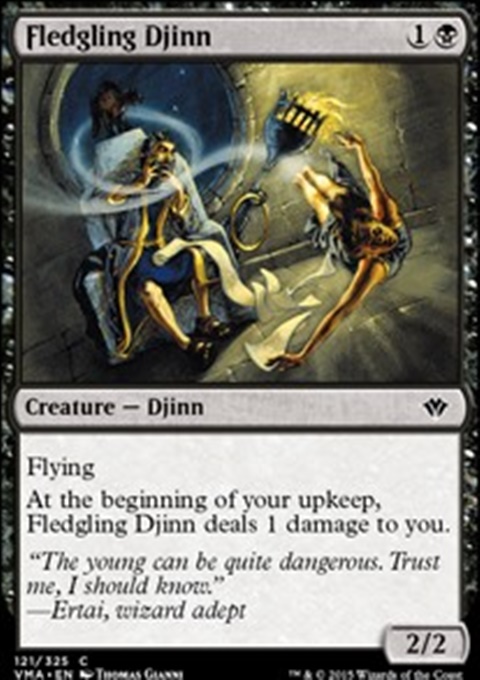 Fledgling Djinn 1
Creature — Djinn
Flying
At the beginning of your upkeep,
Fledgling Djinn deals 1 damage to you.
“The young can be quite dangerous. Trust
me, I should know.”
—Ertai, wizard adept
2/2
121/325 C
VMA • EN Thomas Gianni
™ & © 2015 Wizards of the Coast